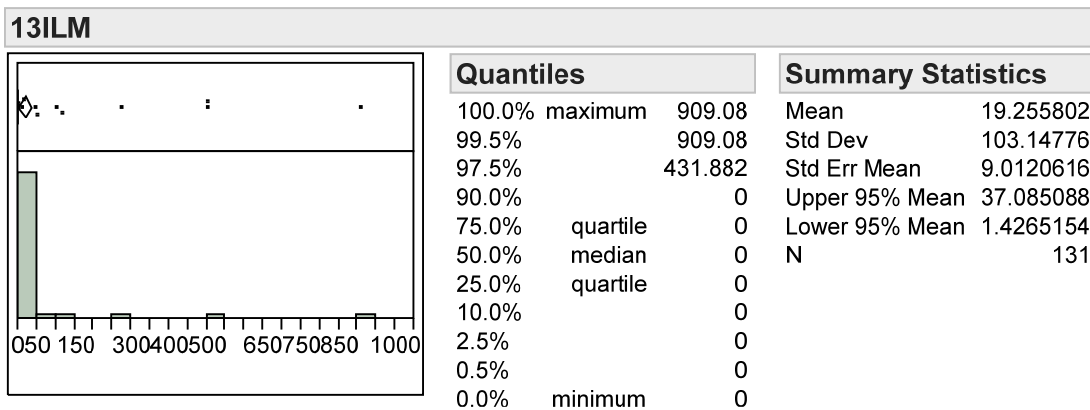 13ILM
050 150 300400500 650750850 1000
Quantiles
100.0% maximum 909.08
99.5% 909.08
97.5% 431.882
90.0% 0
75.0% quartile 0
50.0% median 0
25.0% quartile 0
10.0% 0
2.5% 0
0.5% 0
0.0% minimum 0
Summary Statistics
Mean 19.255802
Std Dev 103.14776
Std Err Mean 9.0120616
Upper 95% Mean 37.085088
Lower 95% Mean 1.4265154
N 131